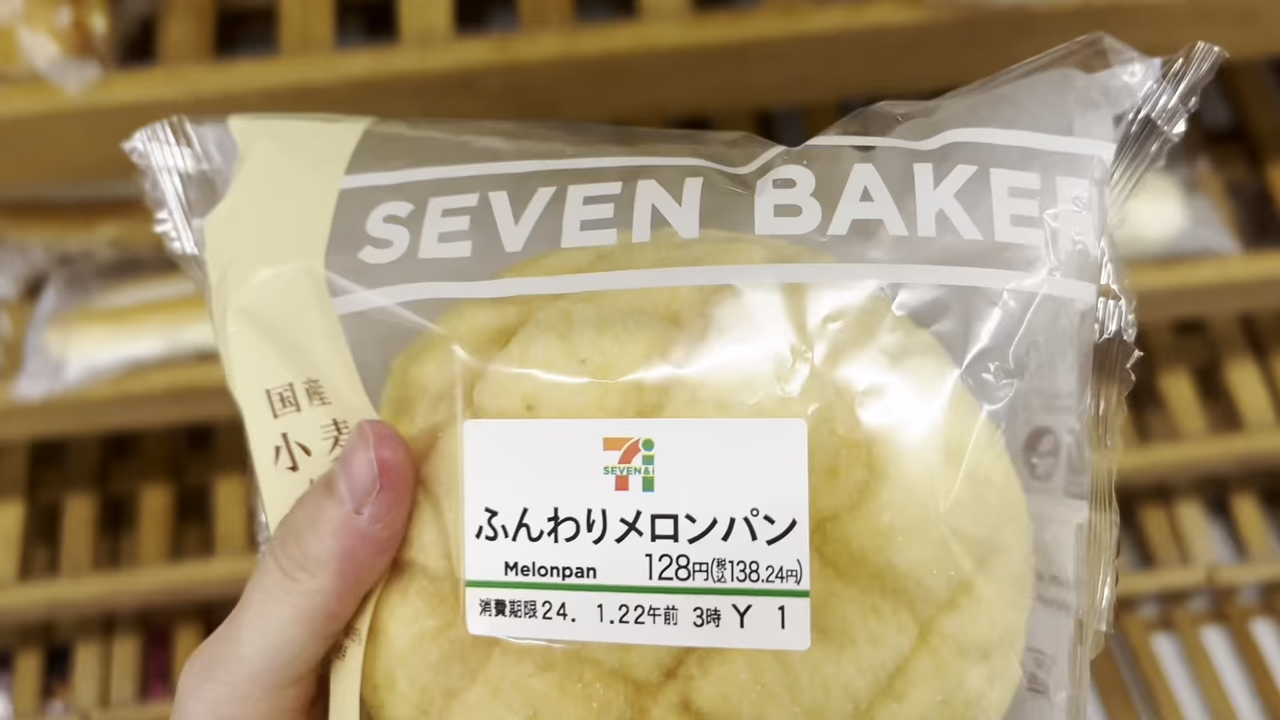 SEVEN BAKER
国産
小麦
7i
SEVEN&i
ふんわりメロンパン
Melonpan 128円(税込138.24円)
消費期限24. 1.22午前 3時 Y 1